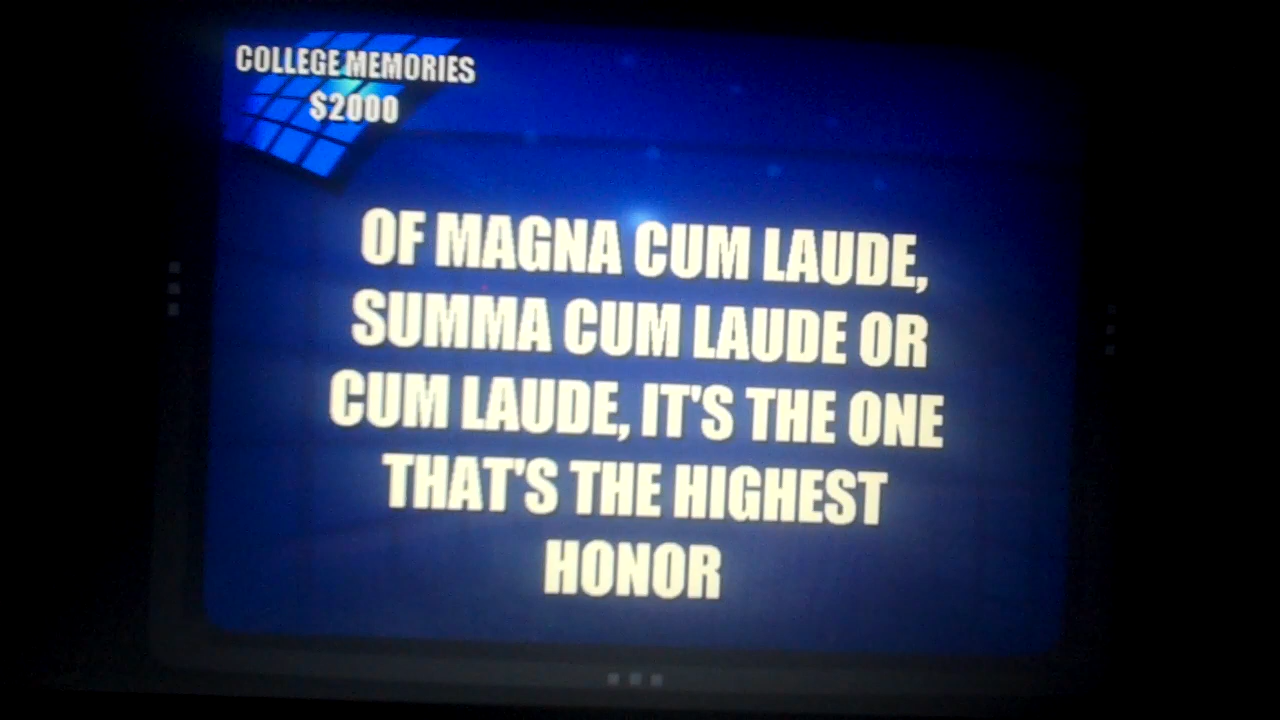 COLLEGE MEMORIES
$2000
OF MAGNA CUM LAUDE,
SUMMA CUM LAUDE OR
CUM LAUDE, IT'S THE ONE
THAT'S THE HIGHEST
HONOR